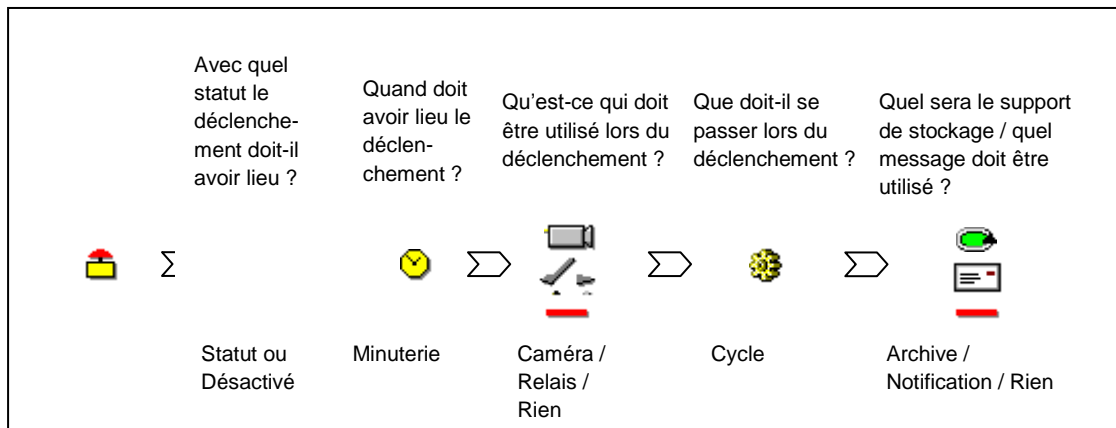 Avec quel
statut le
déclenche-
ment doit-il
avoir lieu ?
Quand doit
avoir lieu le
déclen-
chement ?
Qu'est-ce qui doit
être utilisé lors du
déclenchement ?
Que doit-il se
passer lors du
déclenchement ?
Quel sera le support
de stockage / quel
message doit être
utilisé ?
Statut ou
Désactivé
Minuterie
Caméra /
Relais /
Rien
Cycle
Archive /
Notification / Rien